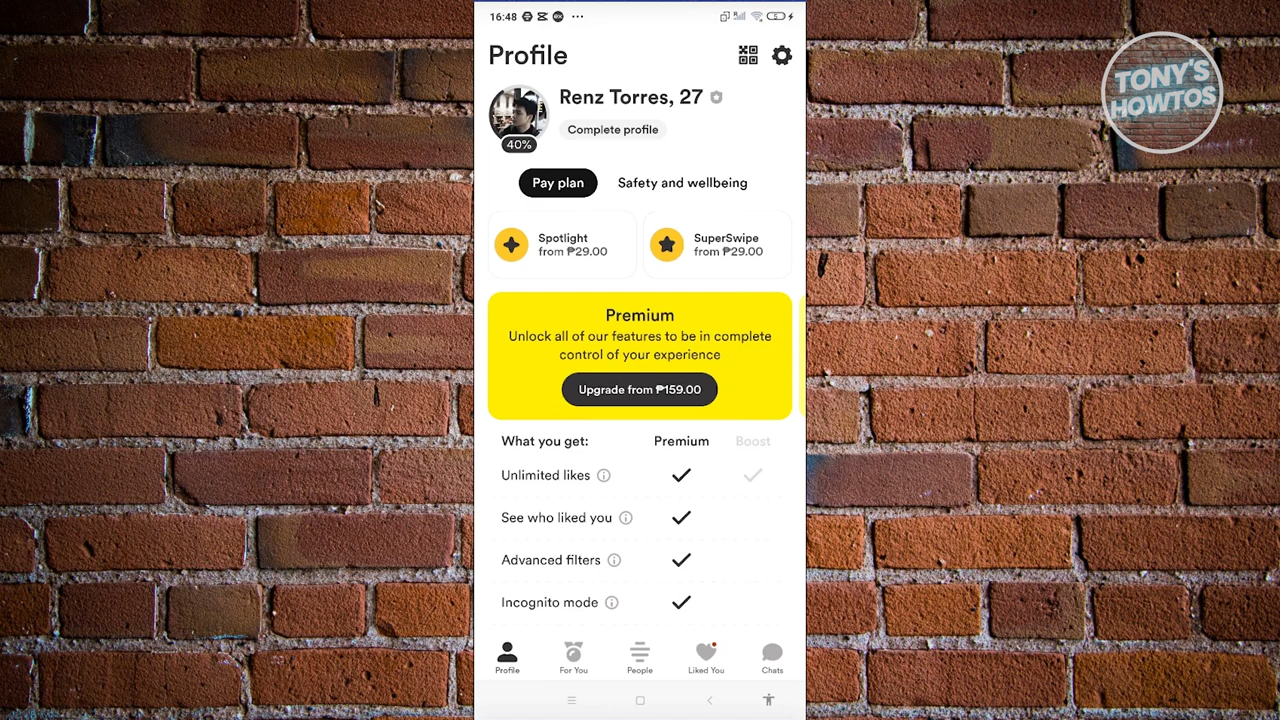 16:48
TONY'S
HOWTOS
Profile
Renz Torres, 27
Complete profile
40%
Pay plan
Safety and wellbeing
Spotlight
from ₱29.00
SuperSwipe
from ₱29.00
Premium
Unlock all of our features to be in complete
control of your experience
Upgrade from ₱159.00
What you get:
Premium
Boost
Unlimited likes
See who liked you
Advanced filters
Incognito mode
Profile
For You
People
Liked You
Chats